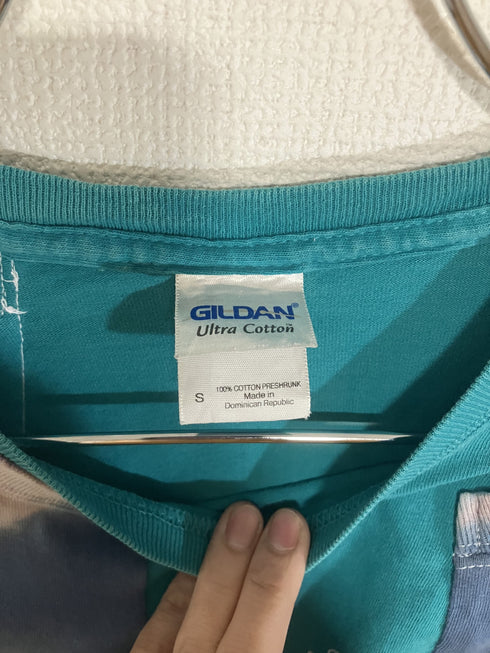 GILDAN®
Ultra Cotton
S
100% COTTON PRESHRUNK
Made in
Dominican Republic